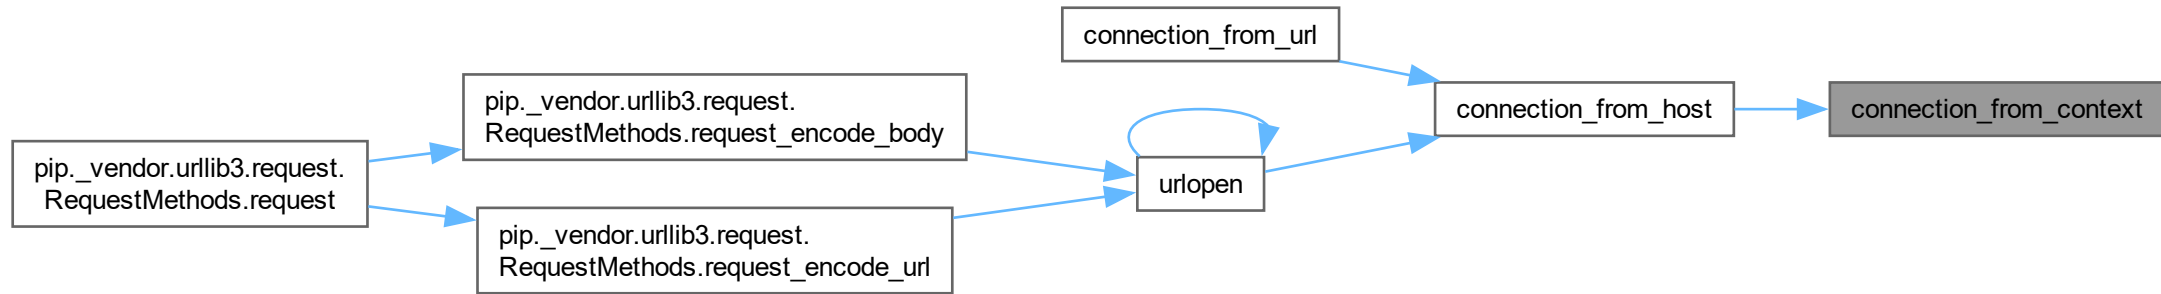 connection_from_url
pip._vendor.urllib3.request.
RequestMethods.request_encode_body
connection_from_host
connection_from_context
pip._vendor.urllib3.request.
RequestMethods.request
urlopen
pip._vendor.urllib3.request.
RequestMethods.request_encode_url